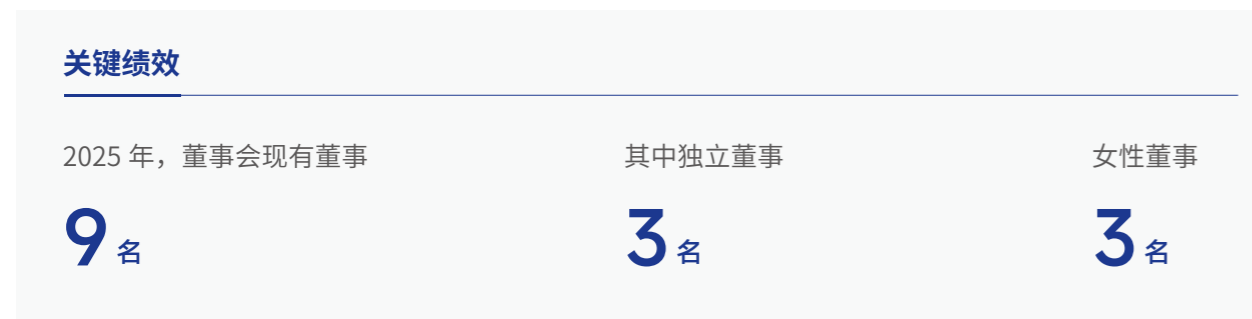 关键绩效
2025 年，董事会现有董事
9 名
其中独立董事
3 名
女性董事
3 名